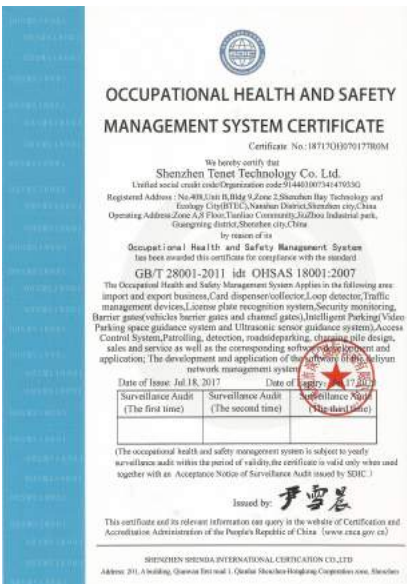 OCCUPATIONAL HEALTH AND SAFETY
MANAGEMENT SYSTEM CERTIFICATE
Certificate No.:18717OH070177R0M
We hereby certify that
Shenzhen Tenet Technology Co. Ltd.
Unified social credit code/Organization code:
Registered Address : No.408,Unit B,Bldg 9,Zone 2,Shenzhen Bay Technology and
Ecology City(BTEC),Nanshan District,Shenzhen city,China
Operating Address:Zone A,8 Floor,Tianliao Community, Industrial park,
Guangming district,Shenzhen city,China
by reason of its
Occupational Health and Safety Management System
has been awarded this certificate for compliance with the standard
GB/T 28001-2011 idt OHSAS 18001:2007
The Occupational Health and Safety Management System Applies in the following area:
import and export business,Card dispenser/collector,Loop detector,Traffic
management devices,License plate recognition system,Security monitoring,
Barrier gates(vehicles barrier gates and channel gates),Intelligent Parking(Video
Parking space guidance system and Ultrasonic sensor guidance system),Access
Control System,Patrolling, detection, roadsideparking, charging pile design,
sales and service as well as the corresponding software development and
application; The development and application of the software of the
network management system
Date of Issue: Jul.18, 2017 Date of Expiry:
Surveillance Audit Surveillance Audit Surveillance Audit
(The first time) (The second time) (The third time)
(The occupational health and safety management system is subject to yearly
surveillance audit within the period of validity,the certificate is valid only when used
together with an Acceptance Notice of Surveillance Audit issued by SDIC.)
Issued by: 尹雪晨
This certificate and its relevant information can query in the website of Certification and
Accreditation Administration of the People's Republic of China (www.cnca.gov.cn)
SHENZHEN SHENDA INTERNATIONAL CERTICATION CO.,LTD